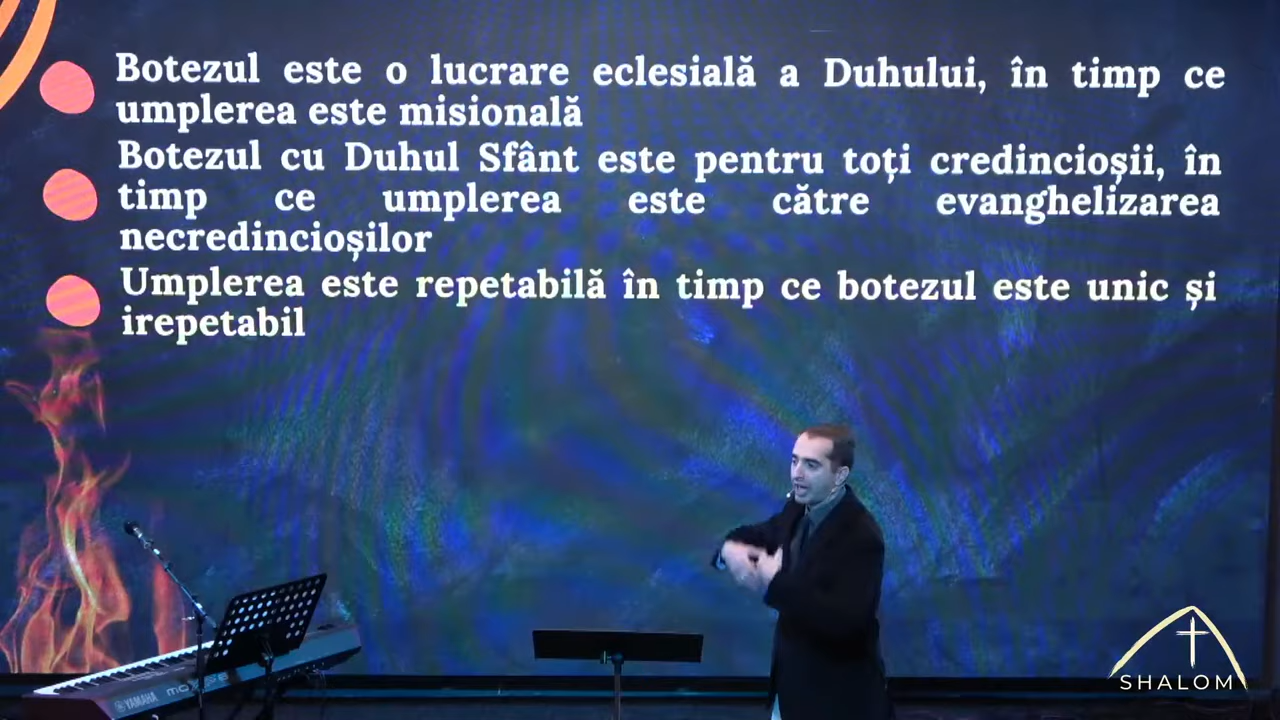 Botezul este o lucrare eclesială a Duhului, în timp ce
umplerea este misională
Botezul cu Duhul Sfânt este pentru toți credincioșii, în
timp ce umplerea este către evanghelizarea
necredincioșilor
Umplerea este repetabilă în timp ce botezul este unic și
irepetabil
YAMAHA
SHALOM